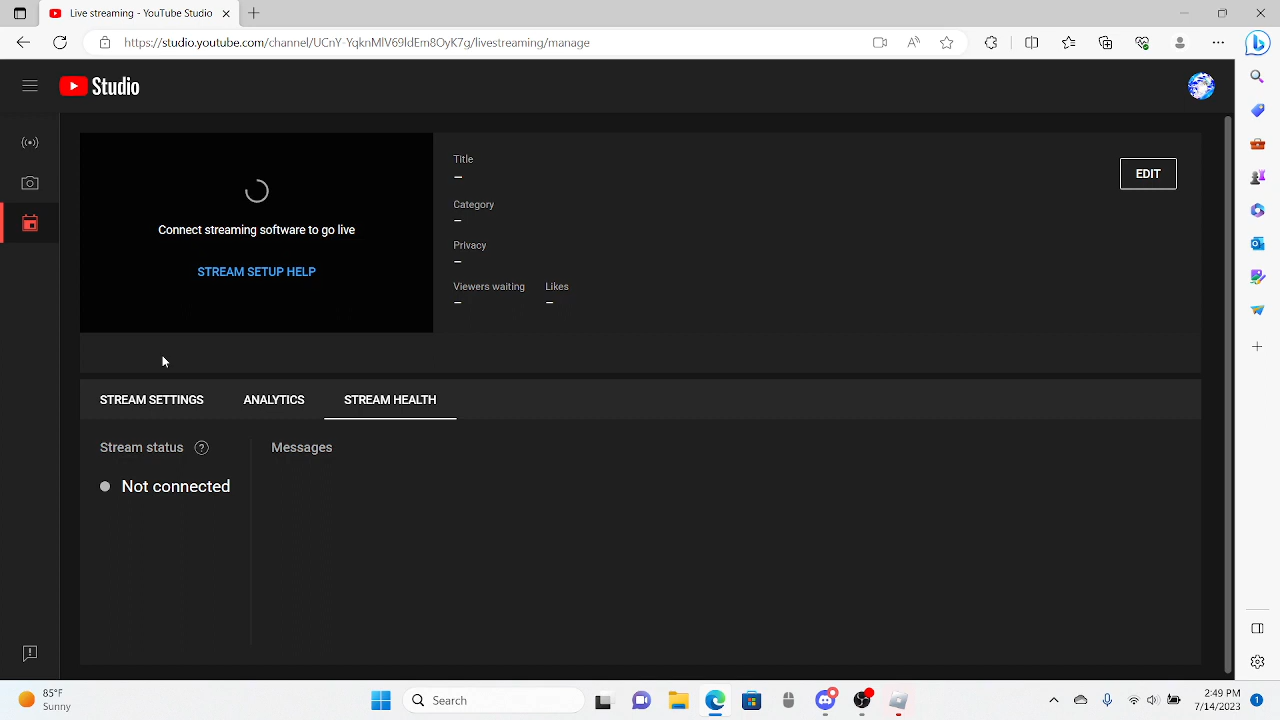 Live streaming - YouTube Studio
https://studio.youtube.com/channel/UCnY-YqknMlV69IdEm8OyK7g/livestreaming/manage
Studio
Connect streaming software to go live
STREAM SETUP HELP
Title
–
EDIT
Category
–
Privacy
–
Viewers waiting Likes
– –
STREAM SETTINGS ANALYTICS STREAM HEALTH
Stream status ? Messages
Not connected
85°F
Sunny
Search
2:49 PM
7/14/2023
1